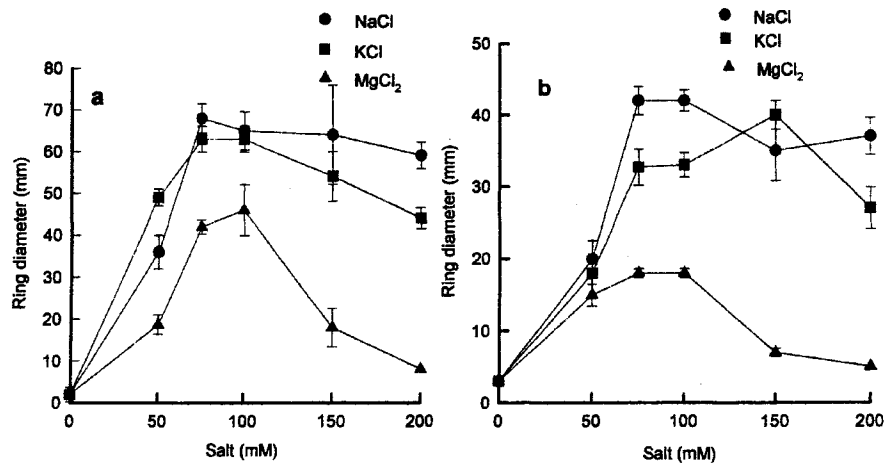 NaCl
KCl
MgCl₂
a
80
70
60
50
40
30
20
10
0
Ring diameter (mm)
0 50 100 150 200
Salt (mM)
NaCl
KCl
MgCl₂
b
50
40
30
20
10
0
Ring diameter (mm)
0 50 100 150 200
Salt (mM)